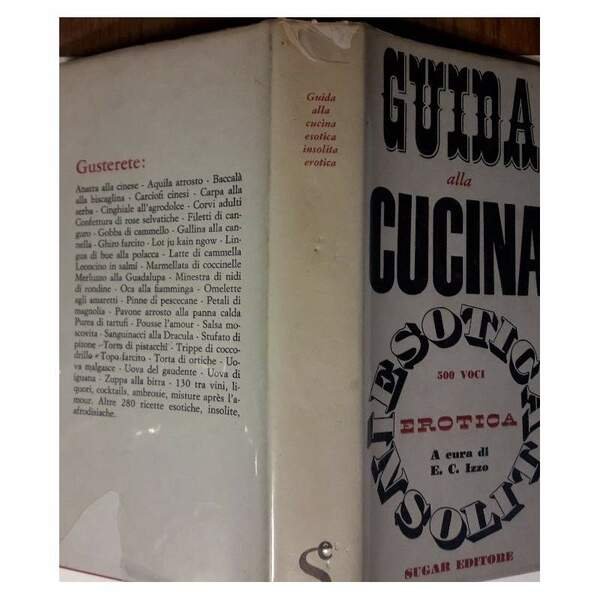 Gusterete:
Anatra alla cinese - Aquila arrosto - Baccalà
alla biscaglina - Carciofi cinesi - Carpa alla
serba - Cinghiale all'agrodolce - Corvi adulti
Confettura di rose selvatiche - Filetti di can-
guro - Gobba di cammello - Gallina alla can-
nella - Ghiro farcito - Lot ju kain ngow - Lin-
gua di bue alla polacca - Latte di cammella
Leoncino in salmì - Marmellata di coccinelle
Merluzzo alla Guadalupa - Minestra di nidi
di rondine - Oca alla fiamminga - Omelette
agli amaretti - Pinne di pescecane - Petali di
magnolia - Pavone arrosto alla panna calda
Purea di tartufi - Pousse l'amour - Salsa mo-
scovita - Sanguinacci alla Dracula - Stufato di
pitone - Torta di pistacchi - Trippe di cocco-
drillo - Topo farcito - Torta di ortiche - Uo-
va malgasce - Uova del gaudente - Uova di
iguana - Zuppa alla birra - 130 tra vini, li-
quori, cocktails, ambrosie, misture après l'a-
mour. Altre 280 ricette esotiche, insolite,
afrodisiache.
Guida
alla
cucina
esotica
insolita
erotica
GUIDA
alla
CUCINA
ESOTICA
INSOLITA
500 VOCI
EROTICA
A cura di
E. C. Izzo
SUGAR EDITORE